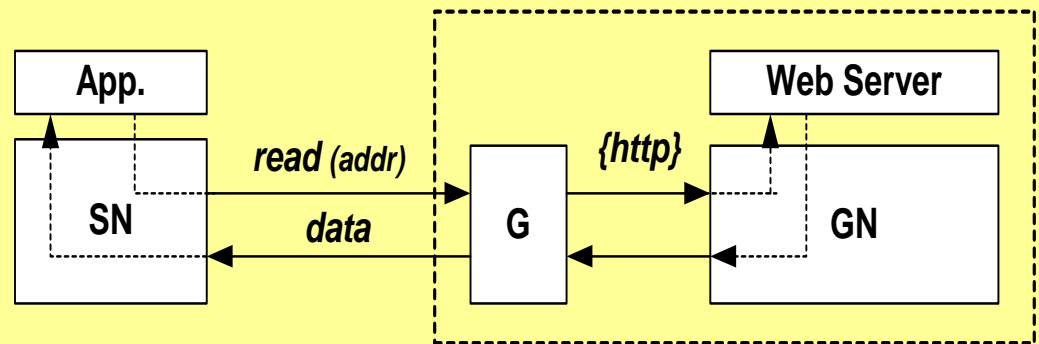 App.
Web Server
read (addr)
{http}
SN
data
G
GN